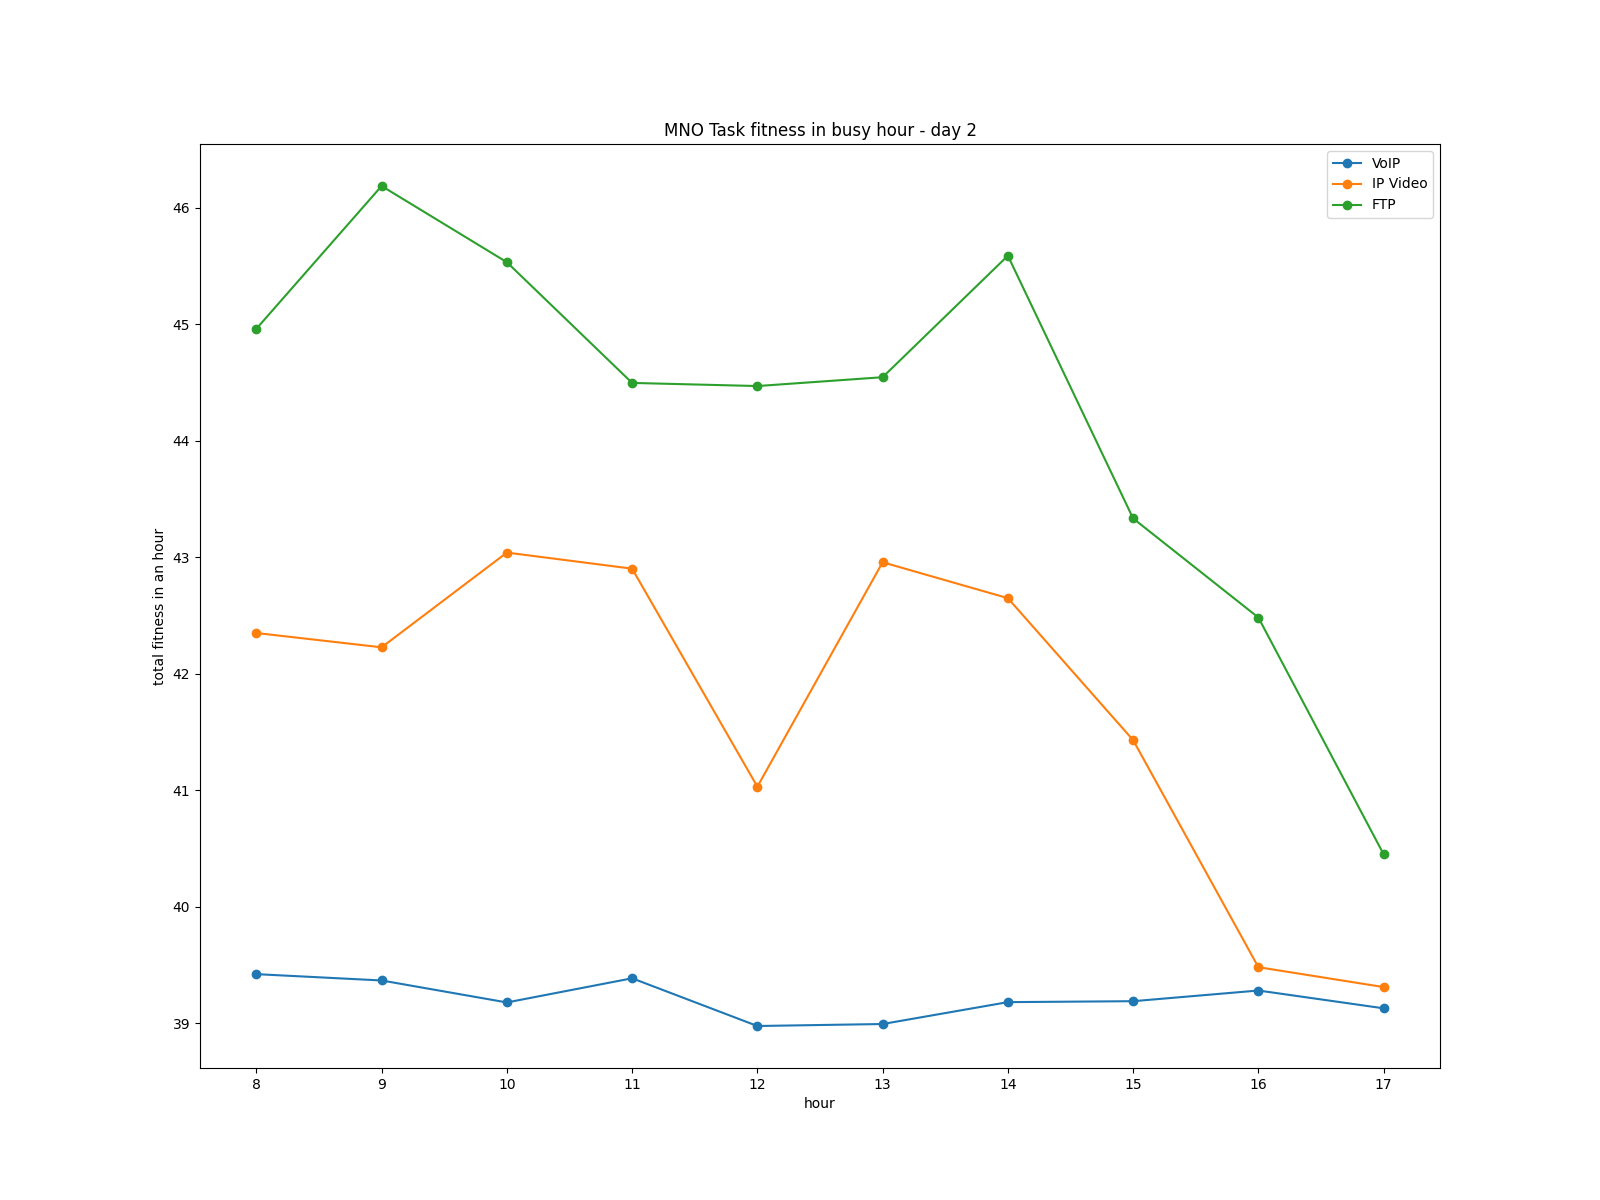 MNO Task fitness in busy hour - day 2
VoIP
IP Video
FTP
46
45
44
43
42
41
40
39
total fitness in an hour
8 9 10 11 12 13 14 15 16 17
hour